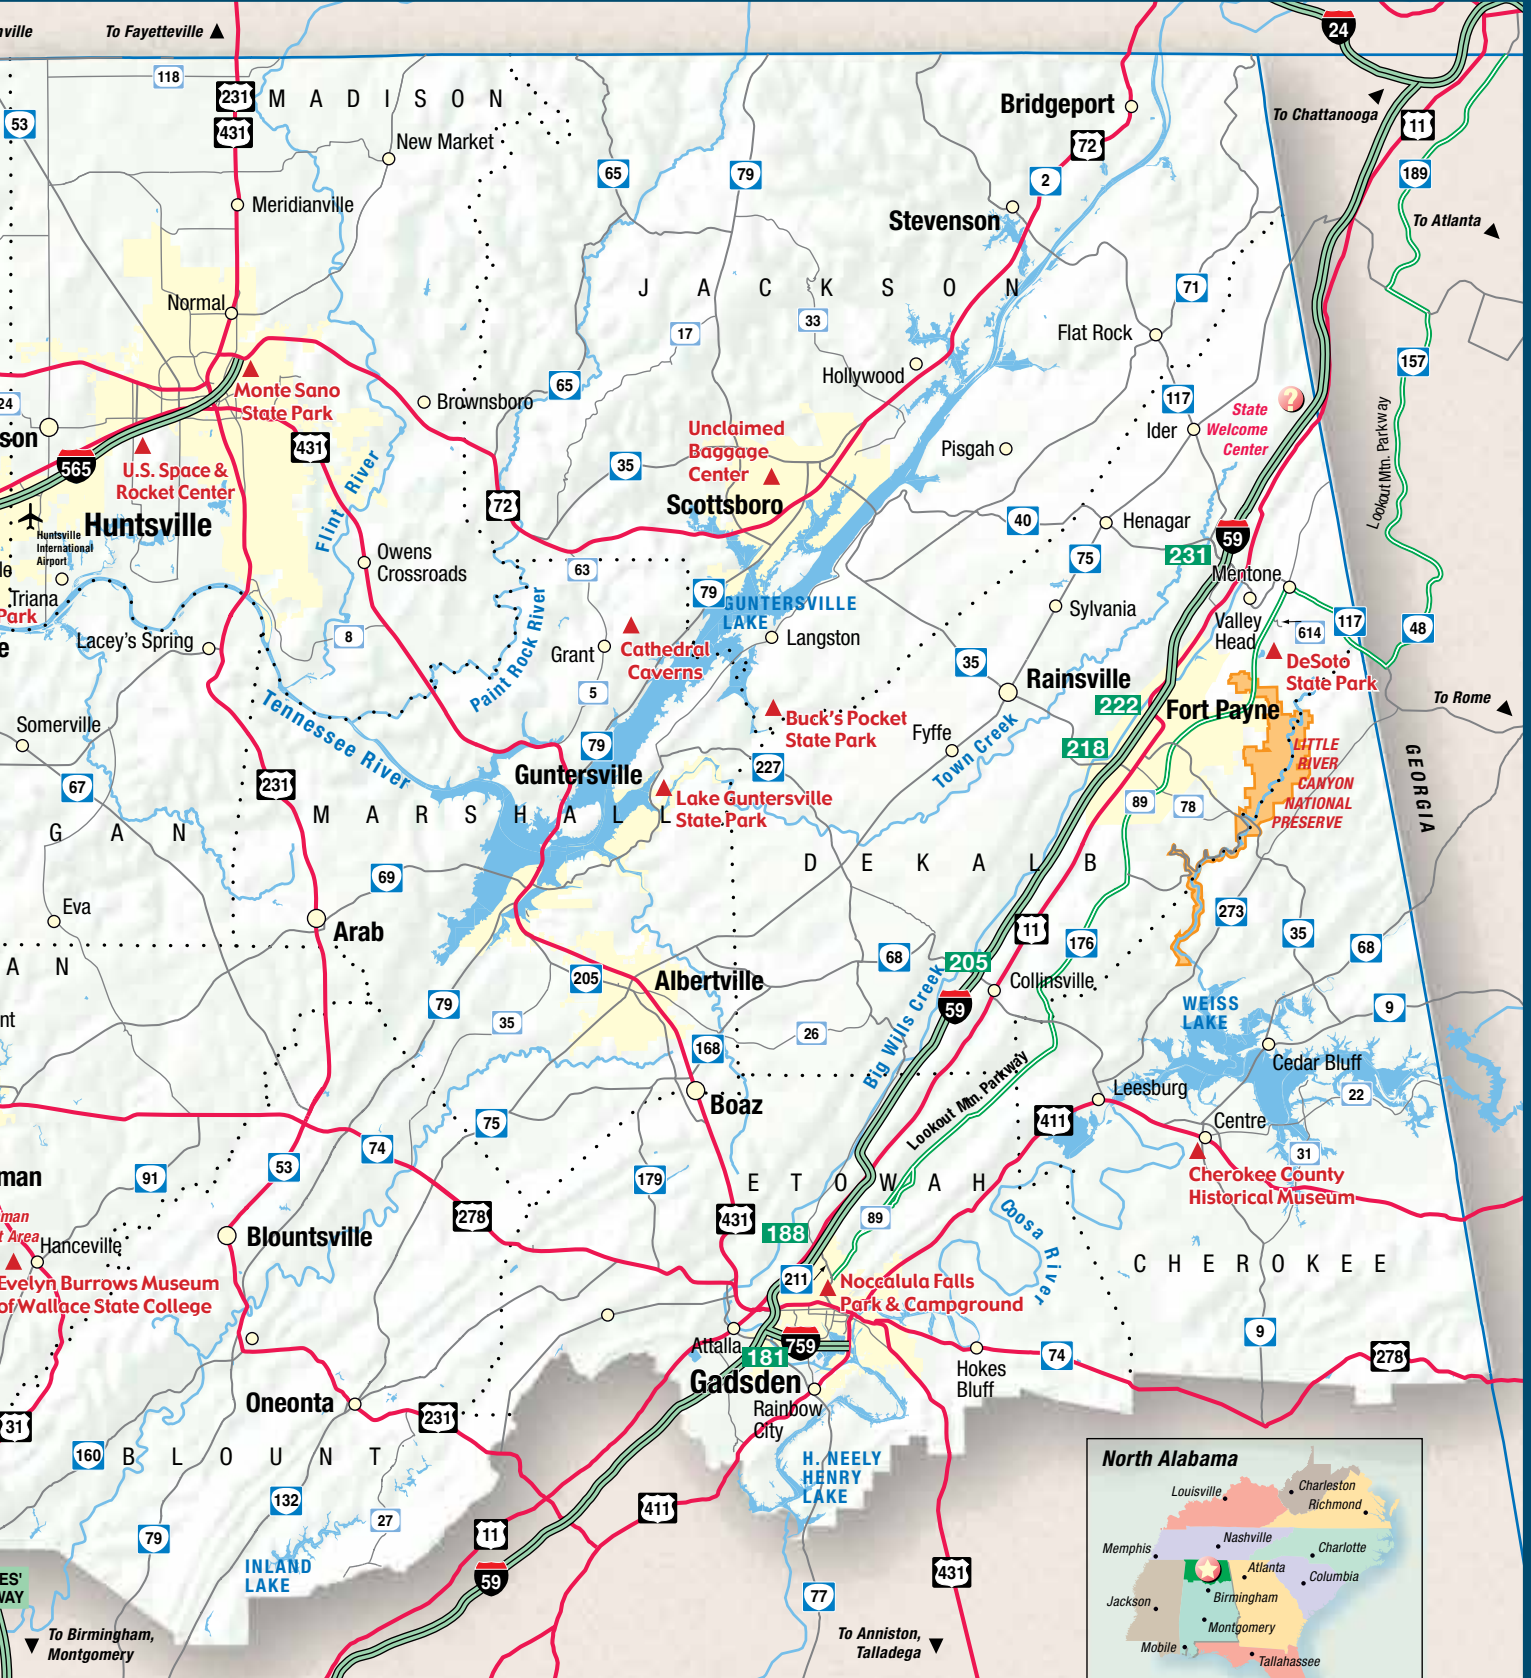 To Fayetteville
24
118
231
MADISON
Bridgeport
To Chattanooga
53
431
New Market
72
11
65
79
2
189
Meridianville
Stevenson
To Atlanta
JACKSON
71
Normal
33
17
Flat Rock
157
Hollywood
65
Monte Sano
State Park
Brownsboro
117
State
Welcome
Center
?
Lookout Mtn. Parkway
24
Unclaimed
Baggage
Center
Ider
431
Pisgah
565
U.S. Space &
Rocket Center
Flint River
35
72
Scottsboro
Huntsville
Huntsville
International
Airport
40
Henagar
59
231
75
Owens
Crossroads
63
Mentone
Triana
Park
79
GUNTERSVILLE
LAKE
Sylvania
Valley
Head
614
117
48
8
Lacey's Spring
Paint Rock River
Grant
Cathedral
Caverns
Langston
35
DeSoto
State Park
Rainsville
5
222
Fort Payne
To Rome
Tennessee River
Somerville
Buck's Pocket
State Park
Fyffe
Town Creek
218
LITTLE
RIVER
CANYON
NATIONAL
PRESERVE
GEORGIA
79
Guntersville
227
67
231
Lake Guntersville
State Park
89
78
GAN
MARSHALL
DEKALB
69
Eva
Arab
273
11
176
35
68
68
205
AN
205
Albertville
Collinsville
79
WEISS
LAKE
9
35
59
26
Big Wills Creek
168
Cedar Bluff
Lookout Mtn. Parkway
Leesburg
22
Boaz
75
411
Centre
74
31
53
91
179
ETOWAH
Cherokee County
Historical Museum
278
431
89
Coosa River
188
Blountsville
Hanceville
CHEROKEE
Evelyn Burrows Museum
of Wallace State College
211
Noccalula Falls
Park & Campground
Attalla
759
181
9
74
278
Hokes
Bluff
Gadsden
Oneonta
231
Rainbow
City
31
160
BLOUNT
H. NEELY
HENRY
LAKE
132
27
411
79
11
INLAND
LAKE
59
77
431
To Birmingham,
Montgomery
To Anniston,
Talladega
North Alabama
Louisville
Charleston
Richmond
Nashville
Memphis
Charlotte
Atlanta
Columbia
Birmingham
Jackson
Montgomery
Mobile
Tallahassee